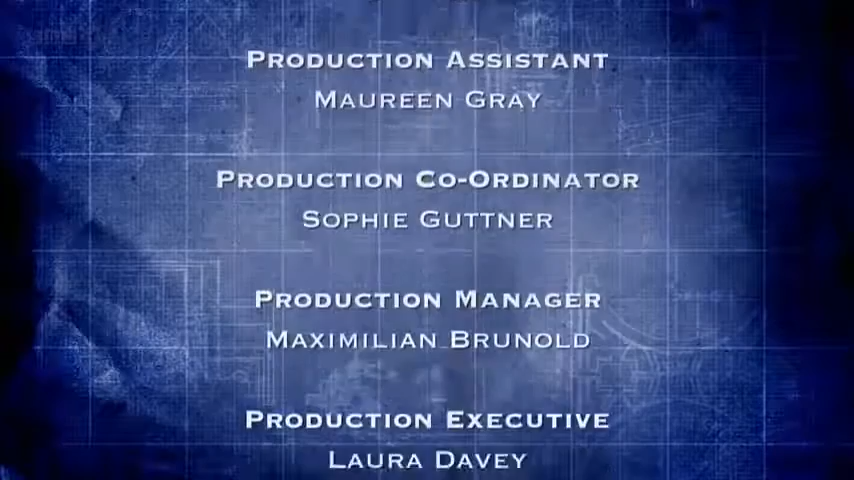 PRODUCTION ASSISTANT
MAUREEN GRAY
PRODUCTION CO-ORDINATOR
SOPHIE GUTTNER
PRODUCTION MANAGER
MAXIMILIAN BRUNOLD
PRODUCTION EXECUTIVE
LAURA DAVEY